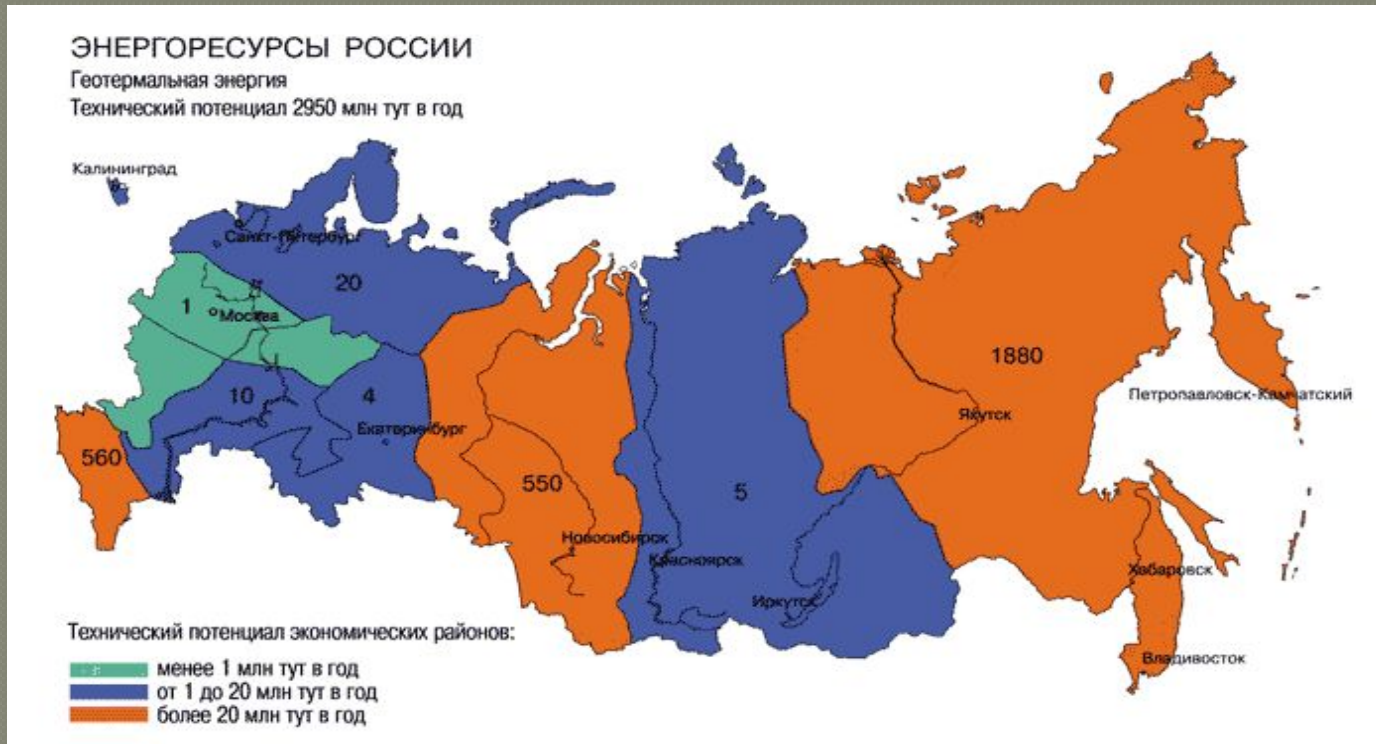 ЭНЕРГОРЕСУРСЫ РОССИИ
Геотермальная энергия
Технический потенциал 2950 млн тут в год
Калининград
Санкт-Петербург
20
1
Москва
1880
Петропавловск-Камчатский
10
4
Якутск
Екатеринбург
560
550
5
Новосибирск
Красноярск
Хабаровск
Иркутск
Владивосток
Технический потенциал экономических районов:
менее 1 млн тут в год
от 1 до 20 млн тут в год
более 20 млн тут в год